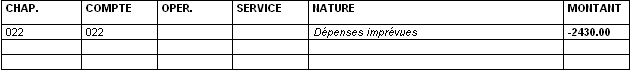 CHAP. COMPTE OPER. SERVICE NATURE MONTANT
022 022 Dépenses imprévues -2430.00